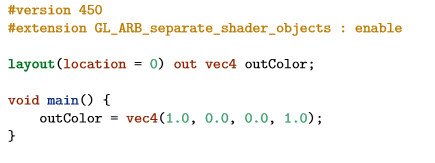 #version 450
#extension GL_ARB_separate_shader_objects : enable

layout(location = 0) out vec4 outColor;

void main() {
    outColor = vec4(1.0, 0.0, 0.0, 1.0);
}